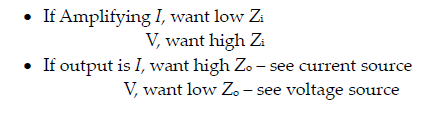 • If Amplifying I, want low Zi
V, want high Zi
• If output is I, want high Zo – see current source
V, want low Zo – see voltage source